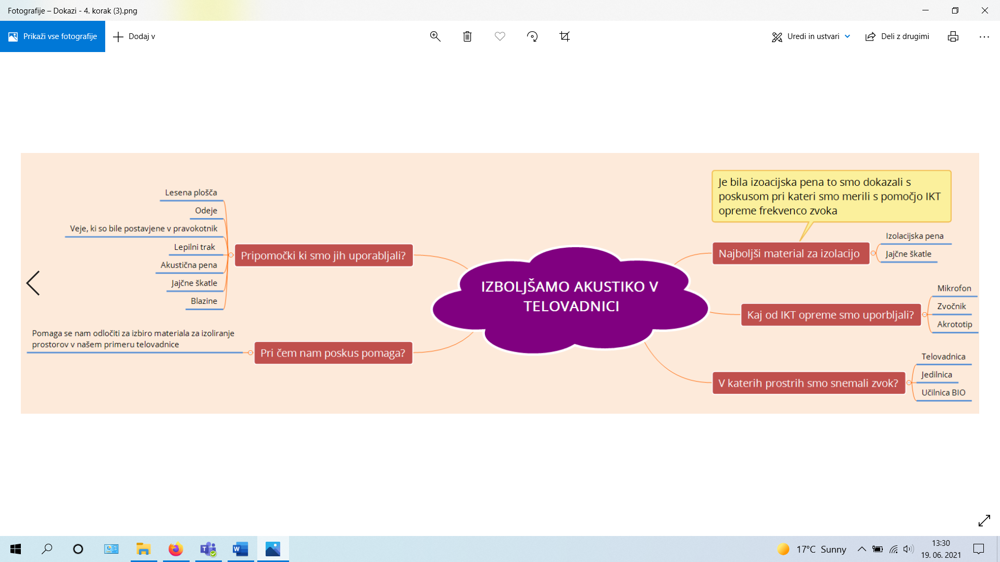 Fotografije – Dokazi - 4. korak (3).png
Prikaži vse fotografije
Dodaj v
Uredi in ustvari
Deli z drugimi
Lesena plošča
Odeje
Veje, ki so bile postavjene v pravokotnik
Lepilni trak
Akustična pena
Jajčne škatle
Blazine
Pripomočki ki smo jih uporabljali?
Pomaga se nam odločiti za izbiro materiala za izoliranje
prostorov v našem primeru telovadnice
Pri čem nam poskus pomaga?
IZBOLJŠAMO AKUSTIKO V
TELOVADNICI
Je bila izoacijska pena to smo dokazali s
poskusom pri kateri smo merili s pomočjo IKT
opreme frekvenco zvoka
Najboljši material za izolacijo
Izolacijska pena
Jajčne škatle
Kaj od IKT opreme smo uporbljali?
Mikrofon
Zvočnik
Akrototip
V katerih prostrih smo snemali zvok?
Telovadnica
Jedilnica
Učilnica BIO
17°C Sunny
13:30
19. 06. 2021